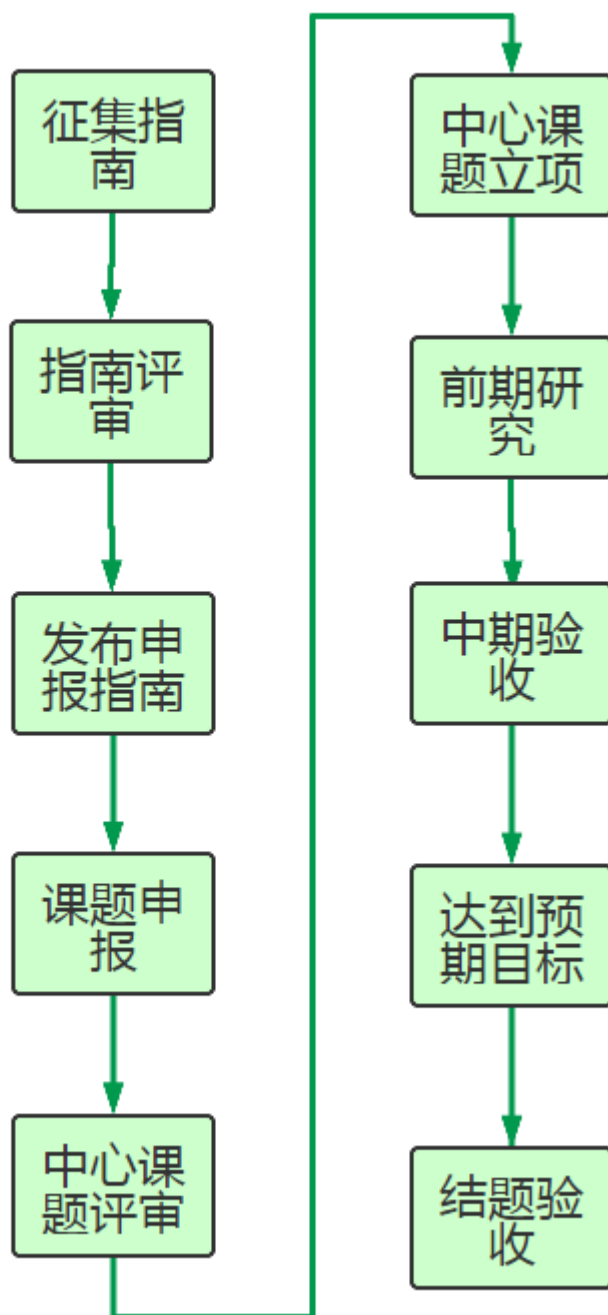 征集指
南
指南评
审
发布申
报指南
课题申
报
中心课
题评审
中心课
题立项
前期研
究
中期验
收
达到预
期目标
结题验
收